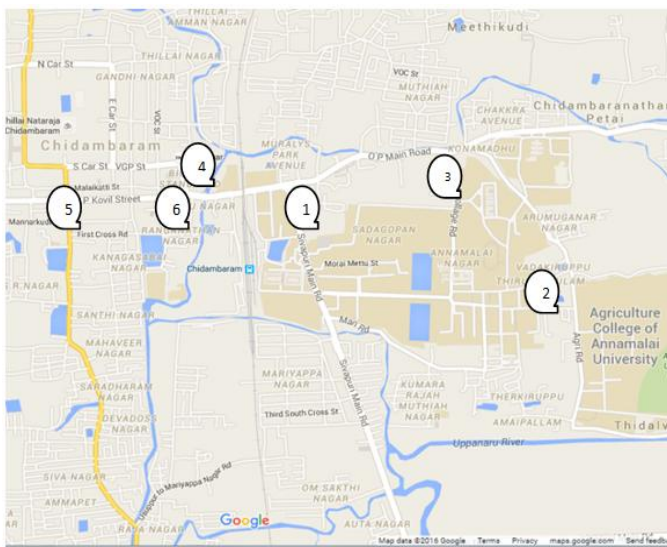 THILLAI
AMMAN NAGAR
Meethikudi
THILLAI
NAGAR
N Car St
GANDHI NAGAR
VOC St
MUTHIAH
NAGAR
E Car St
VOC St
CHAKKRA
AVENUE
Chidambaranathan
Petai
Thillai Nataraja
Chidambaram
Chidambaram
MURALYS
PARK
AVENUE
KONAMADHU
O P Main Road
S Car St
VGP St
4
3
Malaikatti St
P Kovil Street
5
6
1
Mannarkudi
First Cross Rd
NAGAR
SADAGOPAN
NAGAR
ARUMUGANAR
NAGAR
KANAGASABAI
NAGAR
Sivapuri Main Rd
Chidambaram
Morai Mettu St
ANNAMALAI
NAGAR
VADAKIRUPPU
2
S.R.NAGAR
SANTHI NAGAR
Agriculture
College of
Annamalai
University
Mari Rd
Agri Rd
MAHAVEER
NAGAR
Sivapuri Main Rd
MARIYAPPA
NAGAR
SARADHARAM
NAGAR
KUMARA
RAJAH
MUTHIAH
NAGAR
THERKIRUPPU
Third South Cross St
AMAIPALLAM
Thidalv
DEVADOSS
NAGAR
Uppanaru River
Usuppur to Mariyappa Nagar Rd
SIVA NAGAR
OM SAKTHI
NAGAR
AMMAPET
Google
AUTA NAGAR
RAJA NAGAR
Map data ©2016 Google
Terms
Privacy
maps.google.com
Send feedb